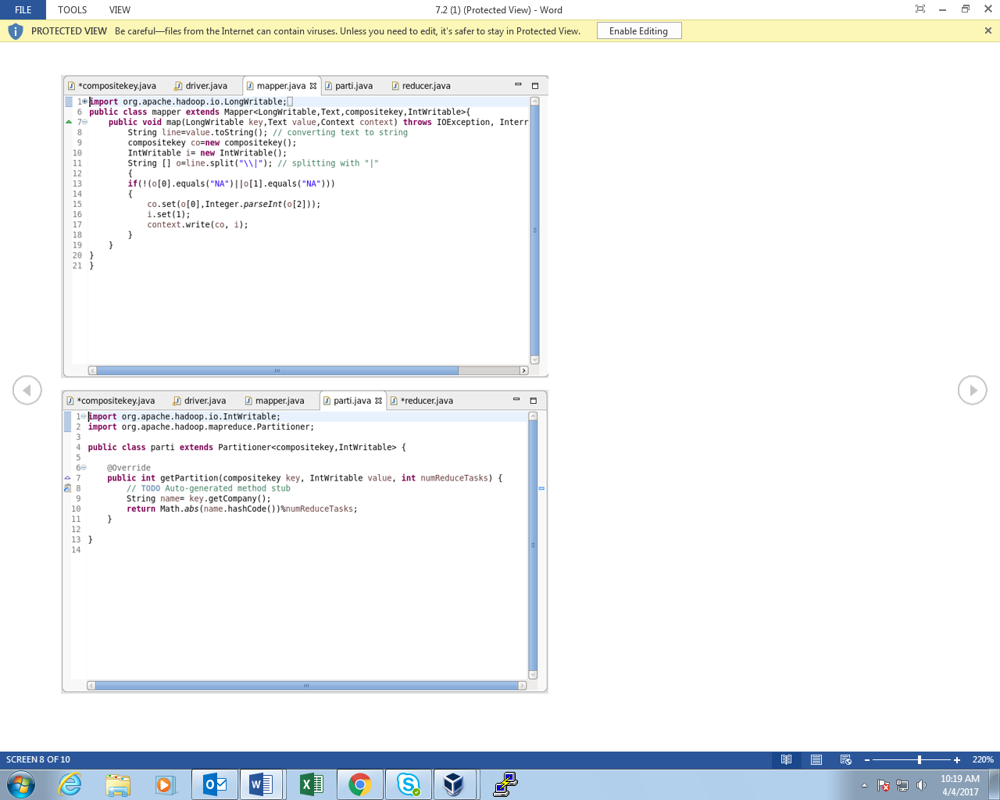 FILE TOOLS VIEW 7.2 (1) (Protected View) - Word
PROTECTED VIEW Be careful—files from the Internet can contain viruses. Unless you need to edit, it's safer to stay in Protected View. Enable Editing
*compositekey.java driver.java mapper.java parti.java reducer.java
1 import org.apache.hadoop.io.LongWritable;
6 public class mapper extends Mapper<LongWritable,Text,compositekey,IntWritable>{
7 public void map(LongWritable key,Text value,Context context) throws IOException, Interr
8 String line=value.toString(); // converting text to string
9 compositekey co=new compositekey();
10 IntWritable i= new IntWritable();
11 String [] o=line.split("\\|"); // splitting with "|"
12 {
13 if(!(o[0].equals("NA")||o[1].equals("NA")))
14 {
15 co.set(o[0],Integer.parseInt(o[2]));
16 i.set(1);
17 context.write(co, i);
18 }
19 }
20 }
21 }
*compositekey.java driver.java mapper.java parti.java *reducer.java
1 import org.apache.hadoop.io.IntWritable;
2 import org.apache.hadoop.mapreduce.Partitioner;
3
4 public class parti extends Partitioner<compositekey,IntWritable> {
5
6 @Override
7 public int getPartition(compositekey key, IntWritable value, int numReduceTasks) {
8 // TODO Auto-generated method stub
9 String name= key.getCompany();
10 return Math.abs(name.hashCode())%numReduceTasks;
11 }
12
13 }
14
SCREEN 8 OF 10 220%
10:19 AM
4/4/2017